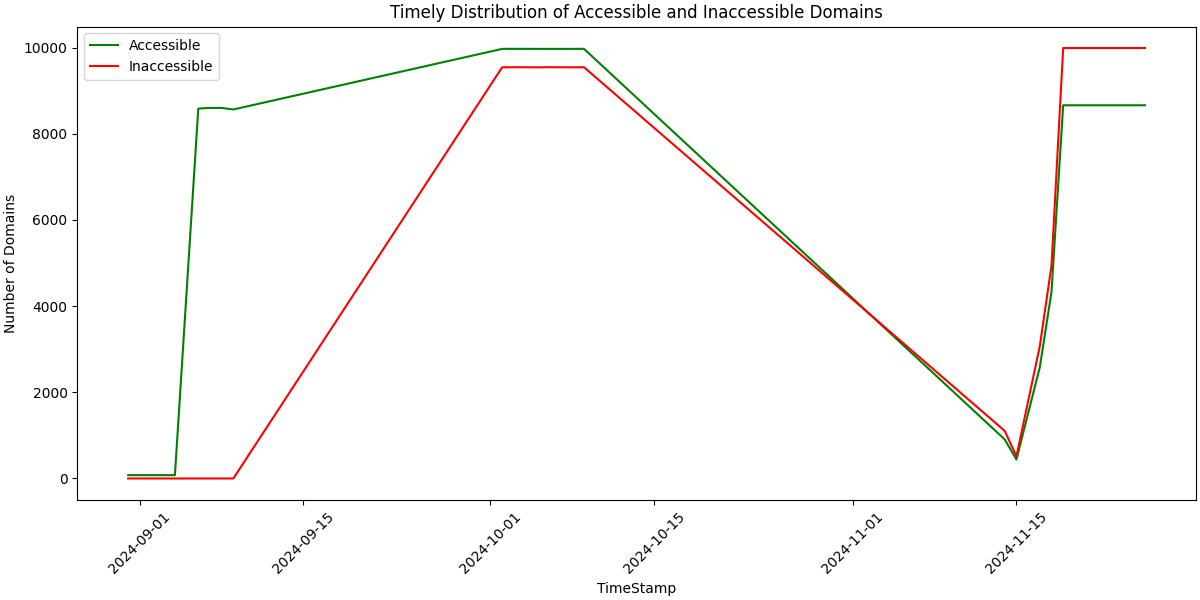 Timely Distribution of Accessible and Inaccessible Domains
Accessible
Inaccessible
Number of Domains
10000
8000
6000
4000
2000
0
2024-09-01
2024-09-15
2024-10-01
2024-10-15
2024-11-01
2024-11-15
TimeStamp